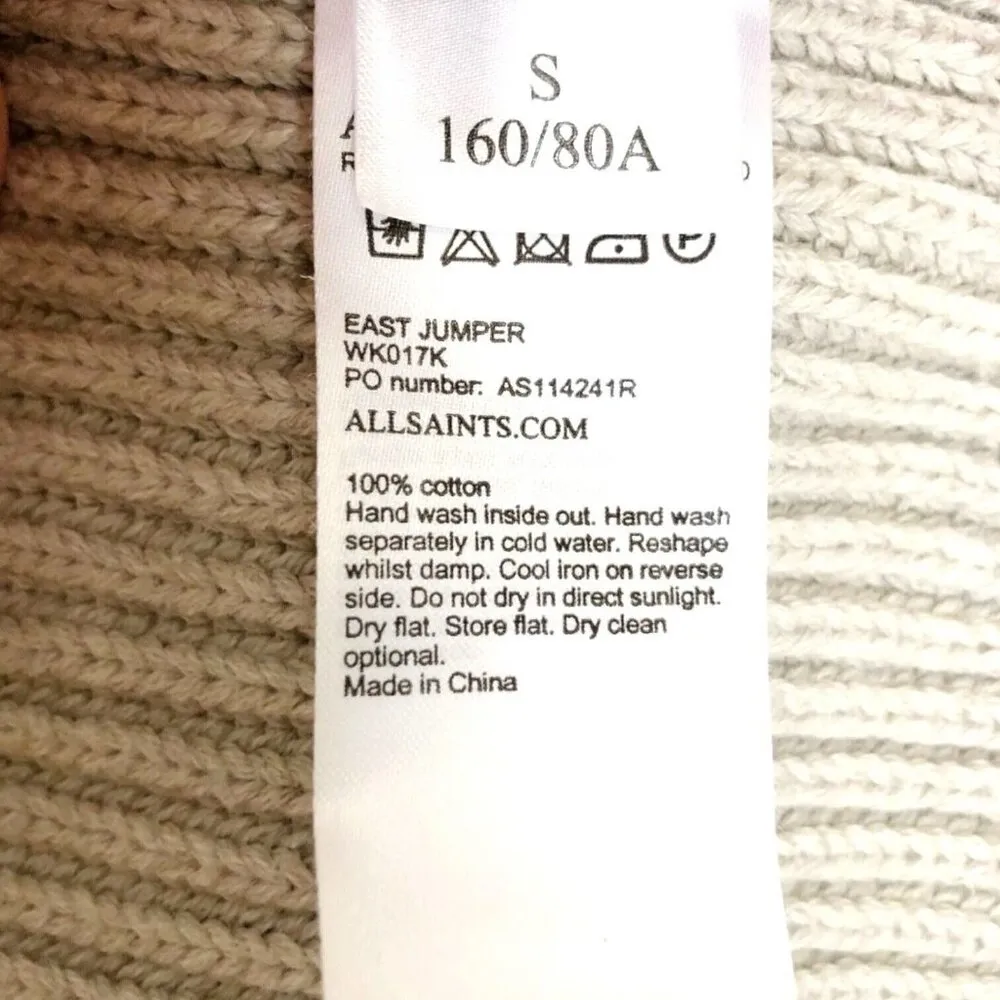 S
160/80A
EAST JUMPER
WK017K
PO number: AS114241R
ALLSAINTS.COM
100% cotton
Hand wash inside out. Hand wash
separately in cold water. Reshape
whilst damp. Cool iron on reverse
side. Do not dry in direct sunlight.
Dry flat. Store flat. Dry clean
optional.
Made in China